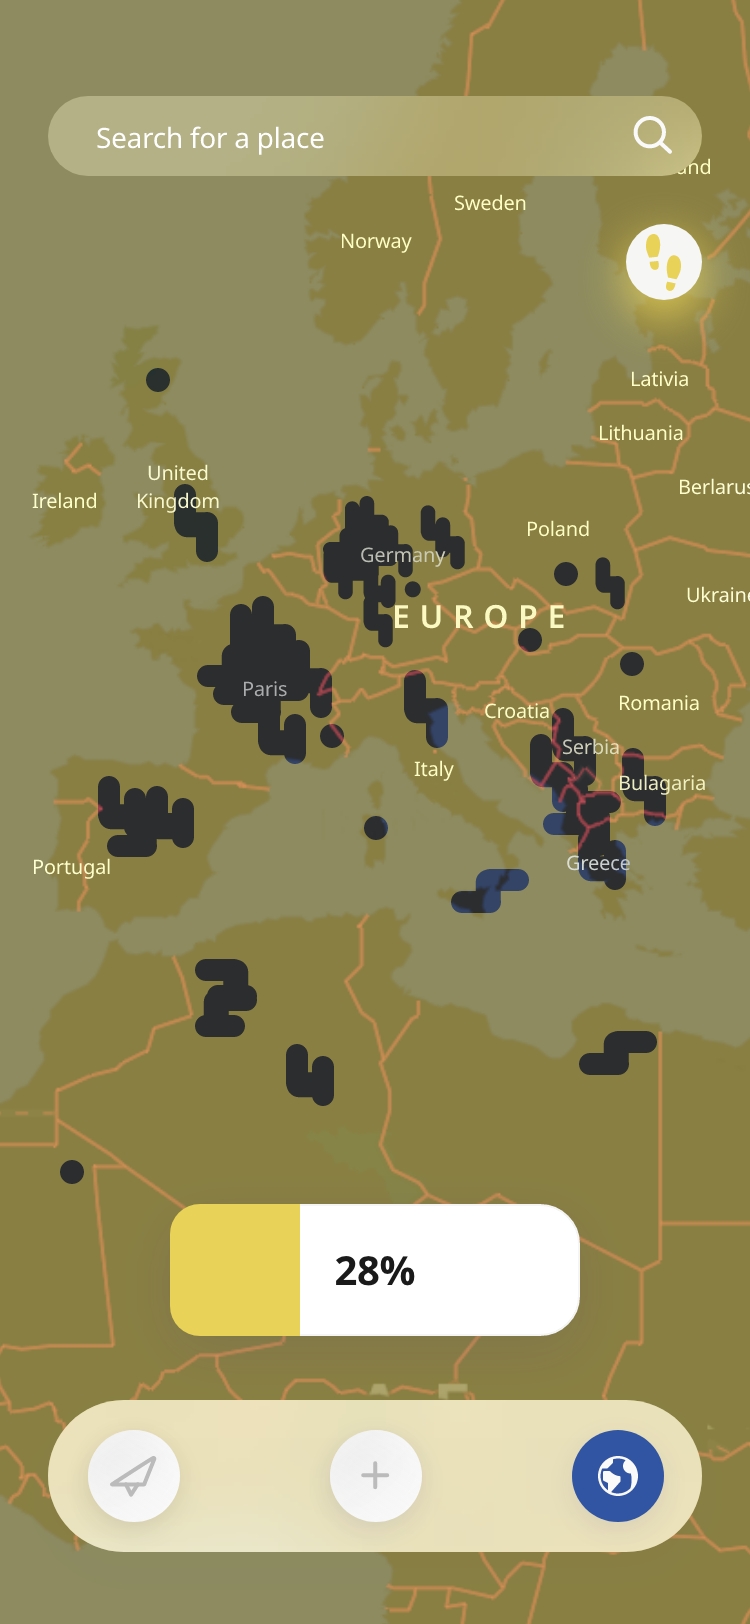 Search for a place
Sweden
Norway
Lativia
Lithuania
United
Kingdom
Ireland
Berlarus
Poland
Germany
Ukraine
EUROPE
Paris
Croatia
Romania
Serbia
Italy
Bulagaria
Greece
Portugal
28%